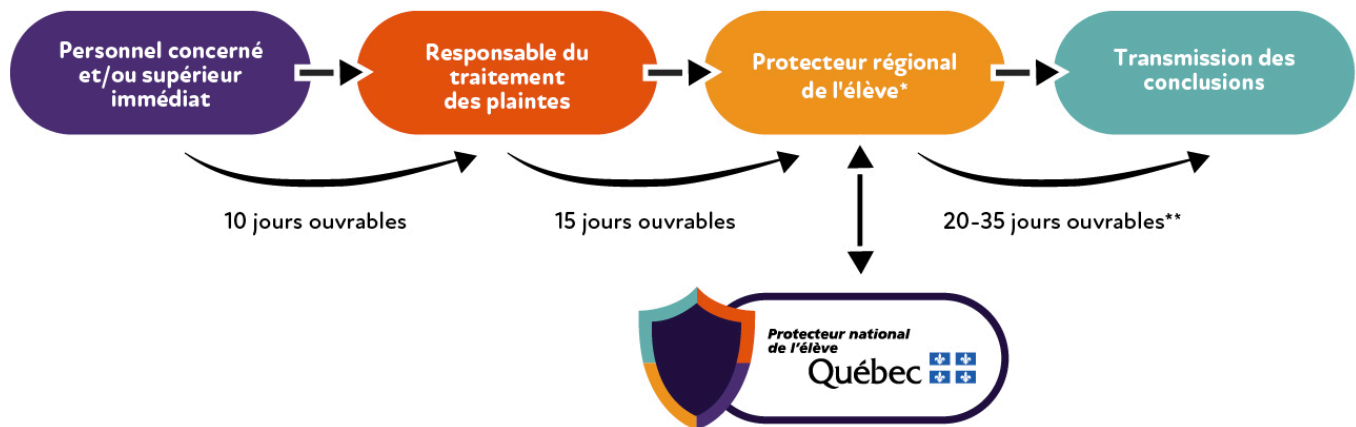 Personnel concerné
et/ou supérieur
immédiat
Responsable du
traitement
des plaintes
Protecteur régional
de l'élève*
Transmission des
conclusions
10 jours ouvrables
15 jours ouvrables
20-35 jours ouvrables**
Protecteur national
de l'élève
Québec